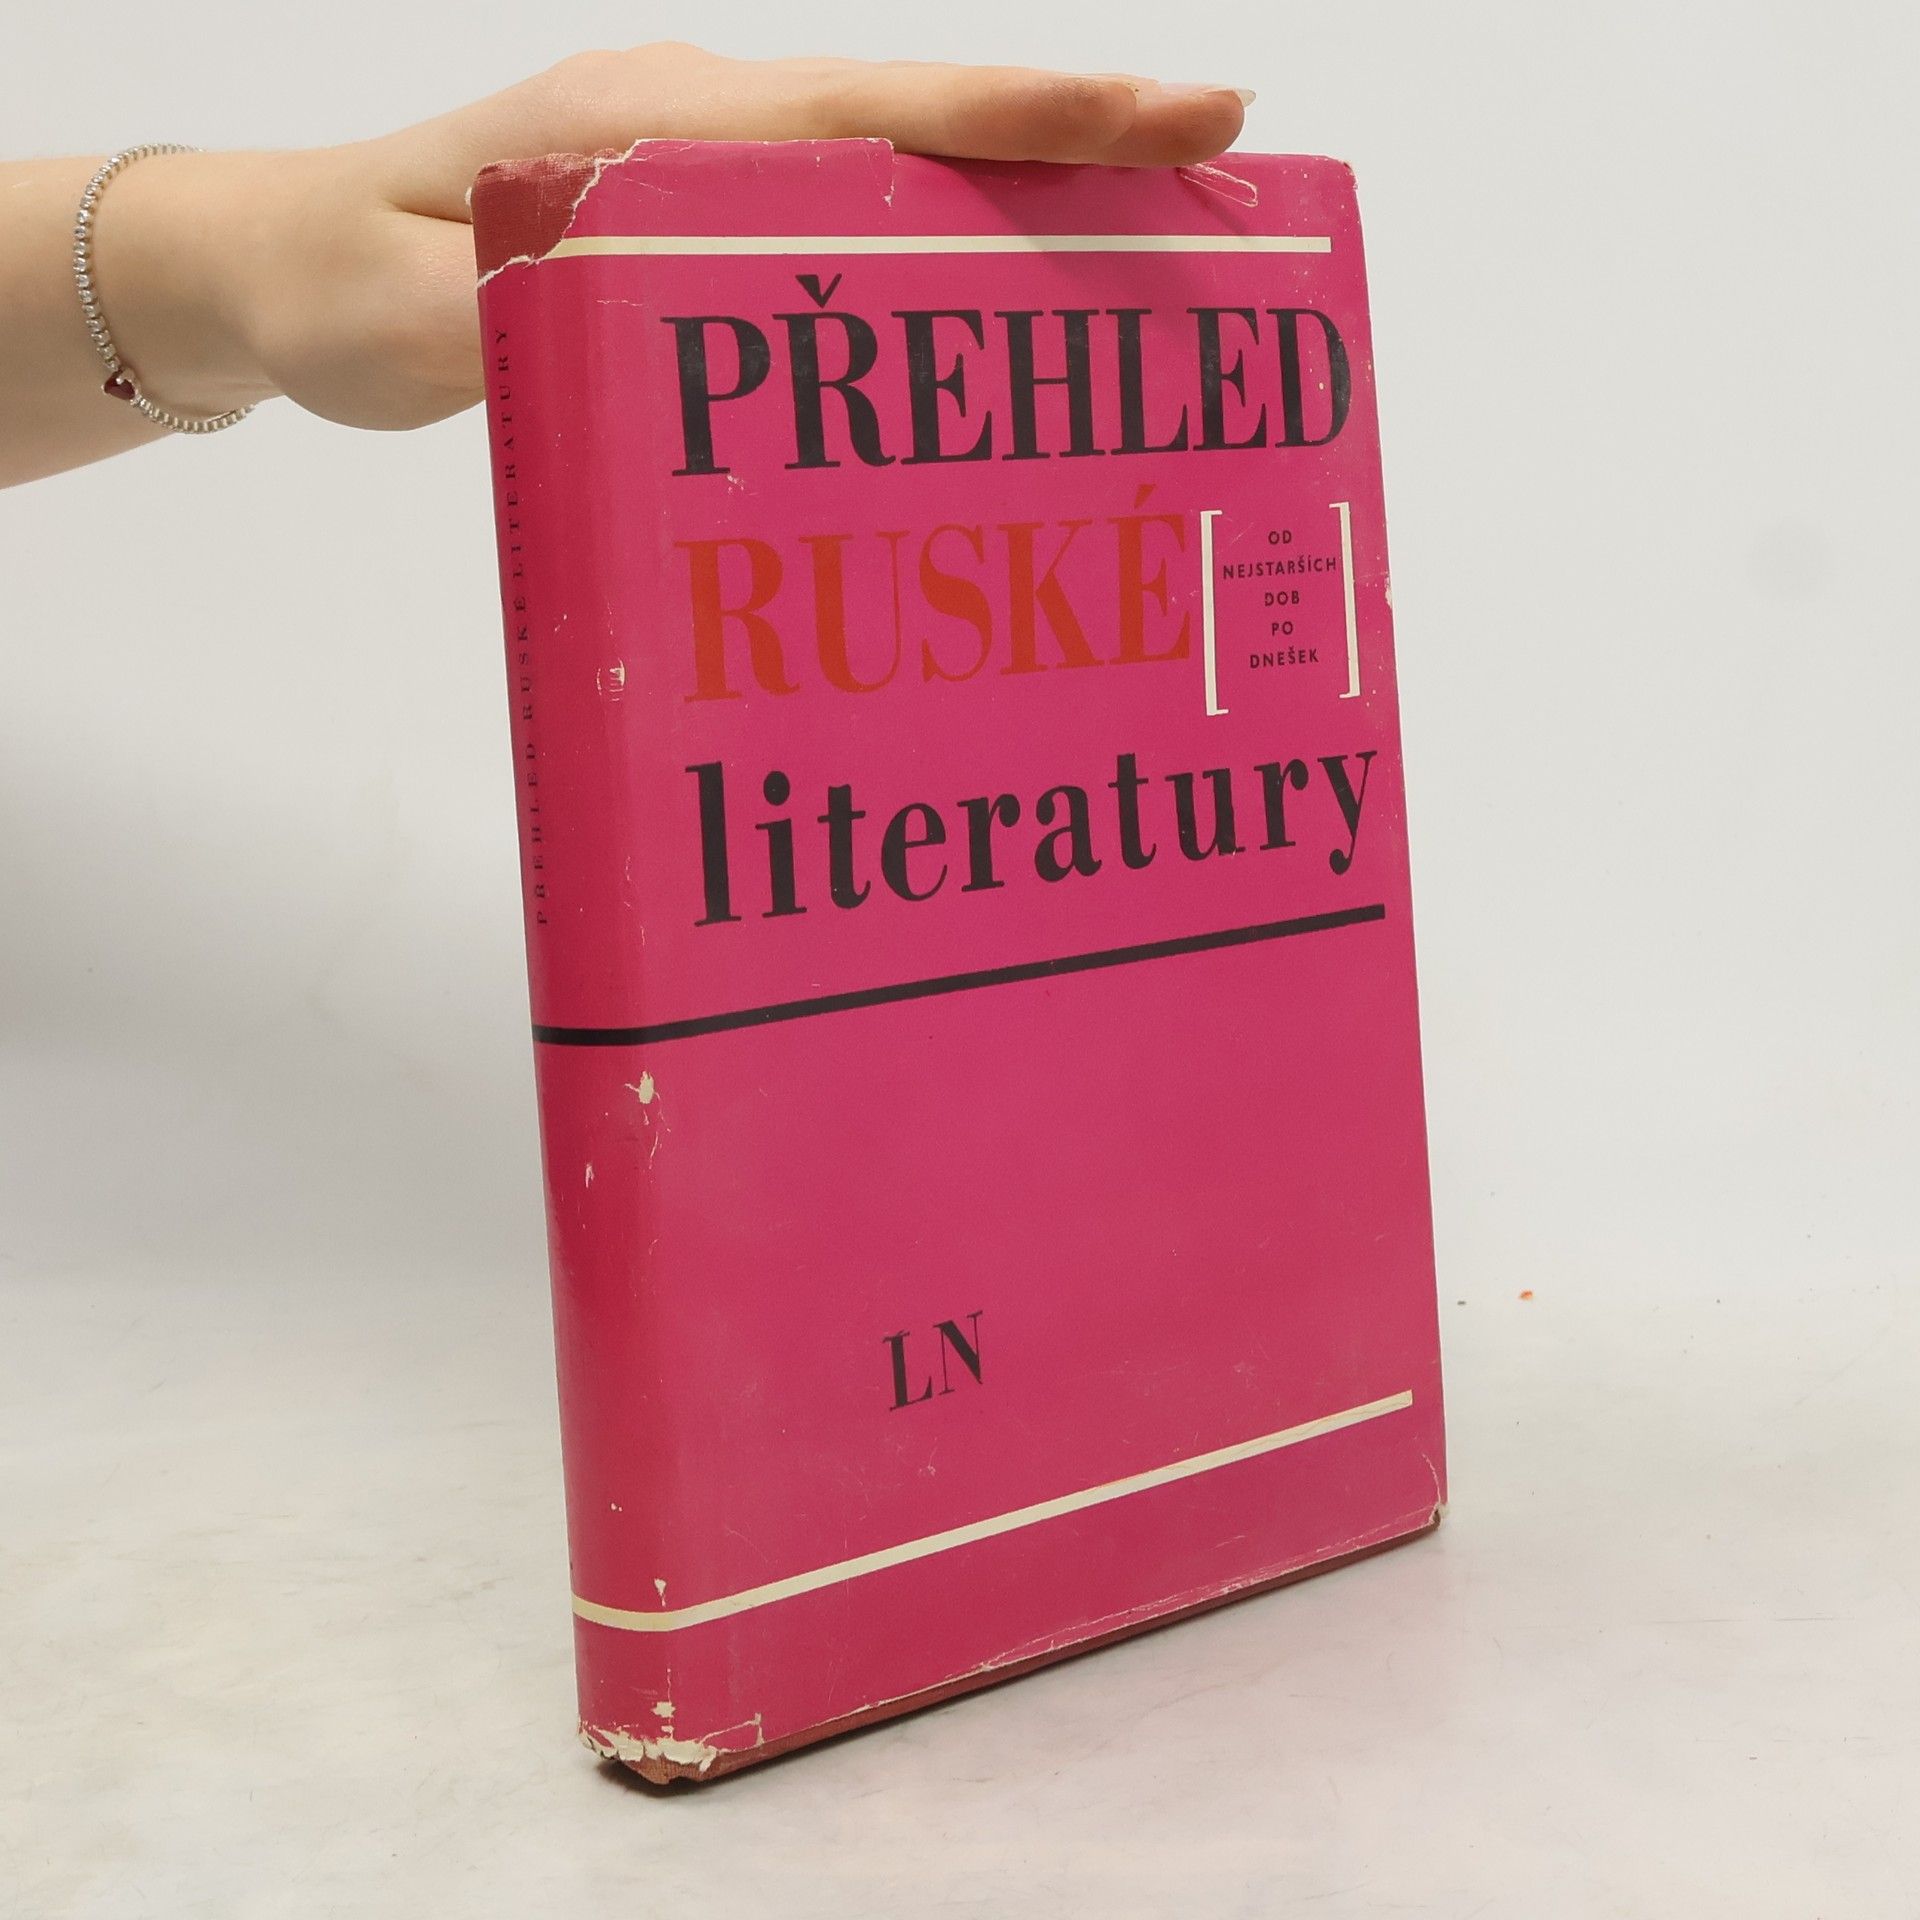 PŘEHLED RUSKÉ LITERATURY
PŘEHLED
RUSKÉ
OD
NEJSTARŠÍCH
DOB
PO
DNEŠEK
literatury
LN